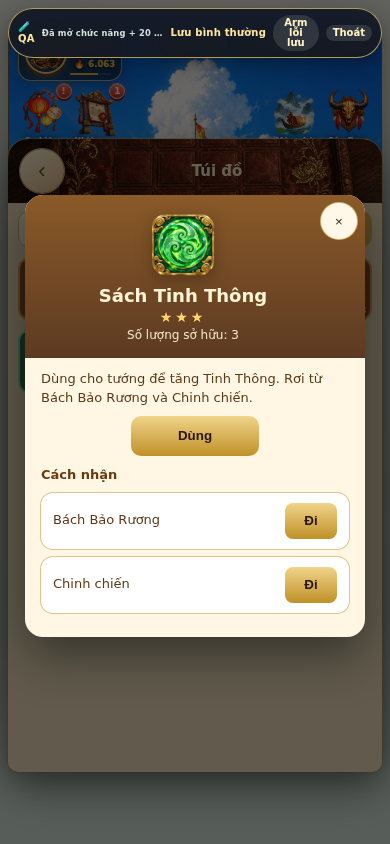 🧪
QA
Đã mở chức năng + 20 …
Lưu bình thường
Arm
lỗi
lưu
Thoát
🔥 6.063
!
1
‹
Túi đồ
×
Sách Tinh Thông
★ ★ ★
Số lượng sở hữu: 3
Dùng cho tướng để tăng Tinh Thông. Rơi từ
Bách Bảo Rương và Chinh chiến.
Dùng
Cách nhận
Bách Bảo Rương
Đi
Chinh chiến
Đi